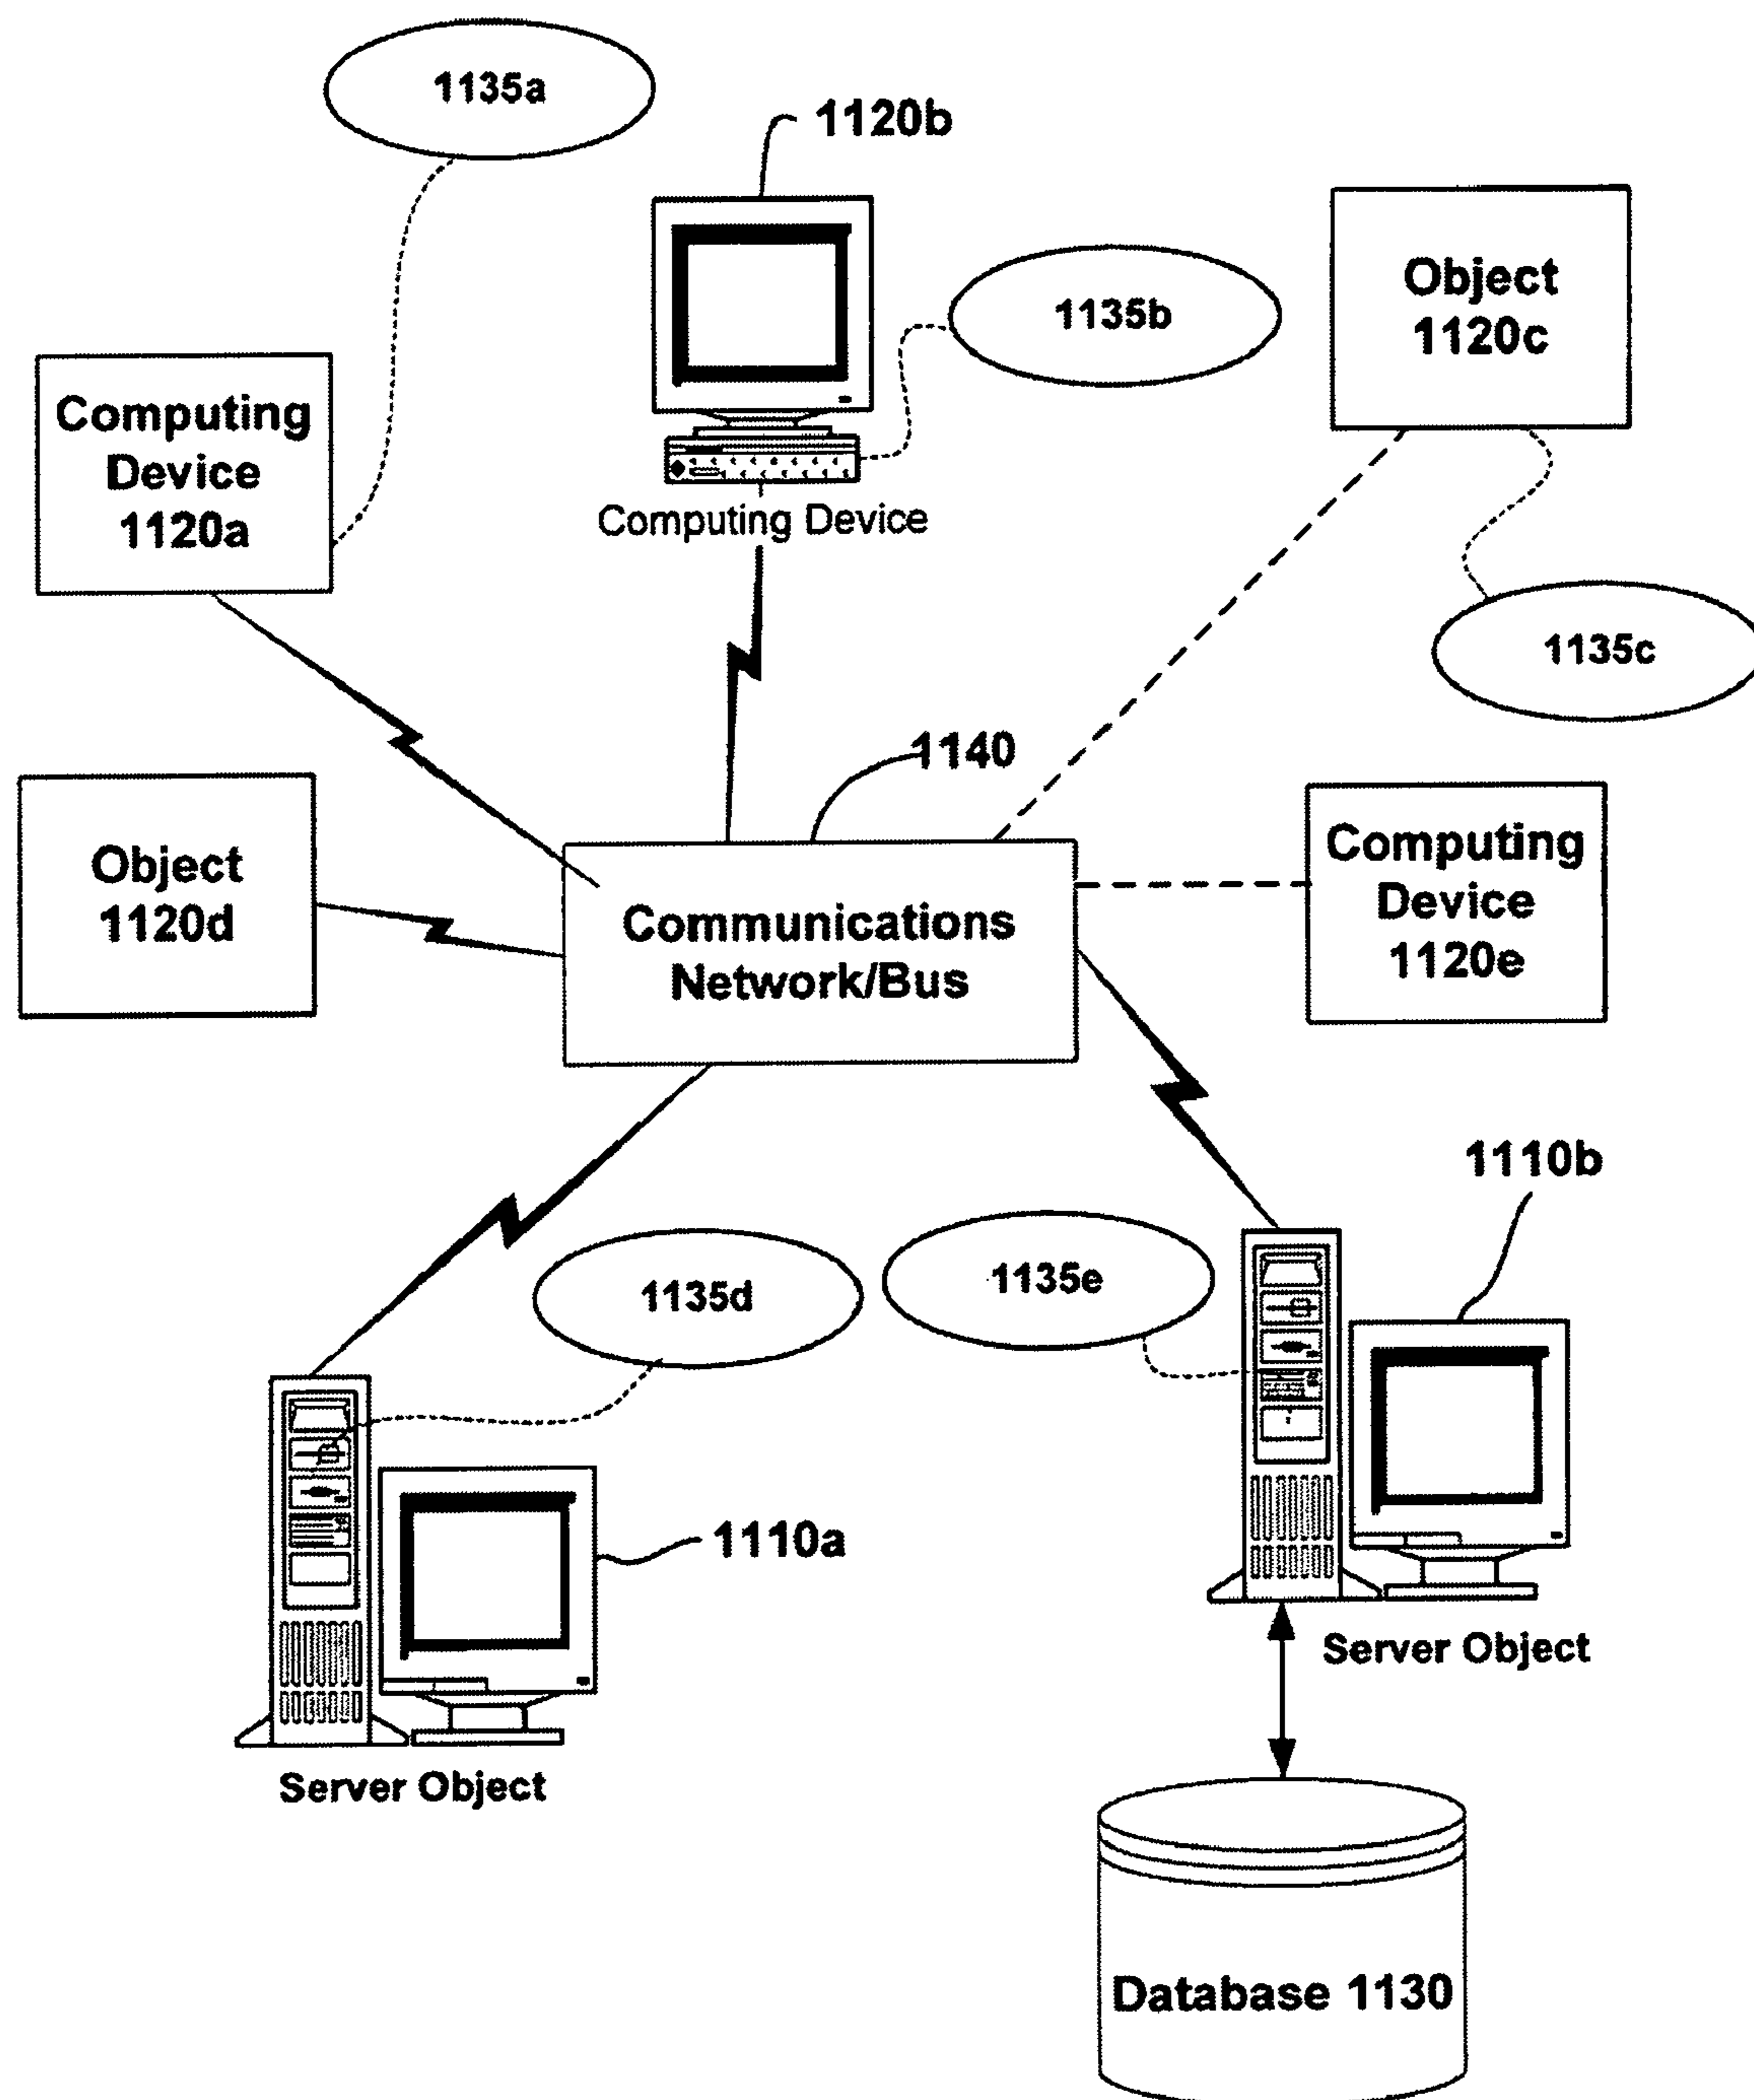 1135a
1120b
Object
1120c
1135b
Computing
Device
1120a
Computing Device
1135c
1140
Object
1120d
Communications
Network/Bus
Computing
Device
1120e
1110b
1135d
1135e
1110a
Server Object
Server Object
Database 1130